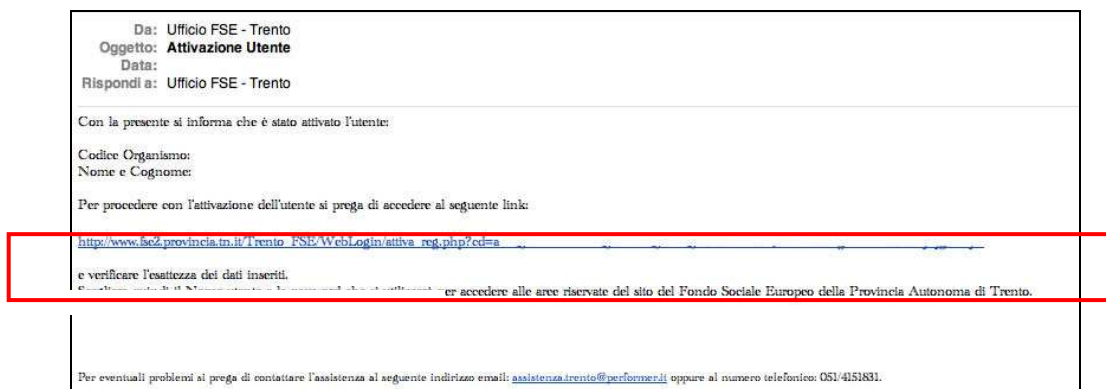 Da: Ufficio FSE - Trento
Oggetto: Attivazione Utente
Data:
Rispondi a: Ufficio FSE - Trento
Con la presente si informa che è stato attivato l'utente:
Codice Organismo:
Nome e Cognome:
Per procedere con l'attivazione dell'utente si prega di accedere al seguente link:
http://www.fse2.provincia.tn.it/Trento_FSE/WebLogin/attiva_reg.php?cd=a
e verificare l'esattezza dei dati inseriti.
per accedere alle aree riservate del sito del Fondo Sociale Europeo della Provincia Autonoma di Trento.
Per eventuali problemi si prega di contattare l'assistenza al seguente indirizzo email: assistenza.trento@performer.it oppure al numero telefonico: 051/4151831.